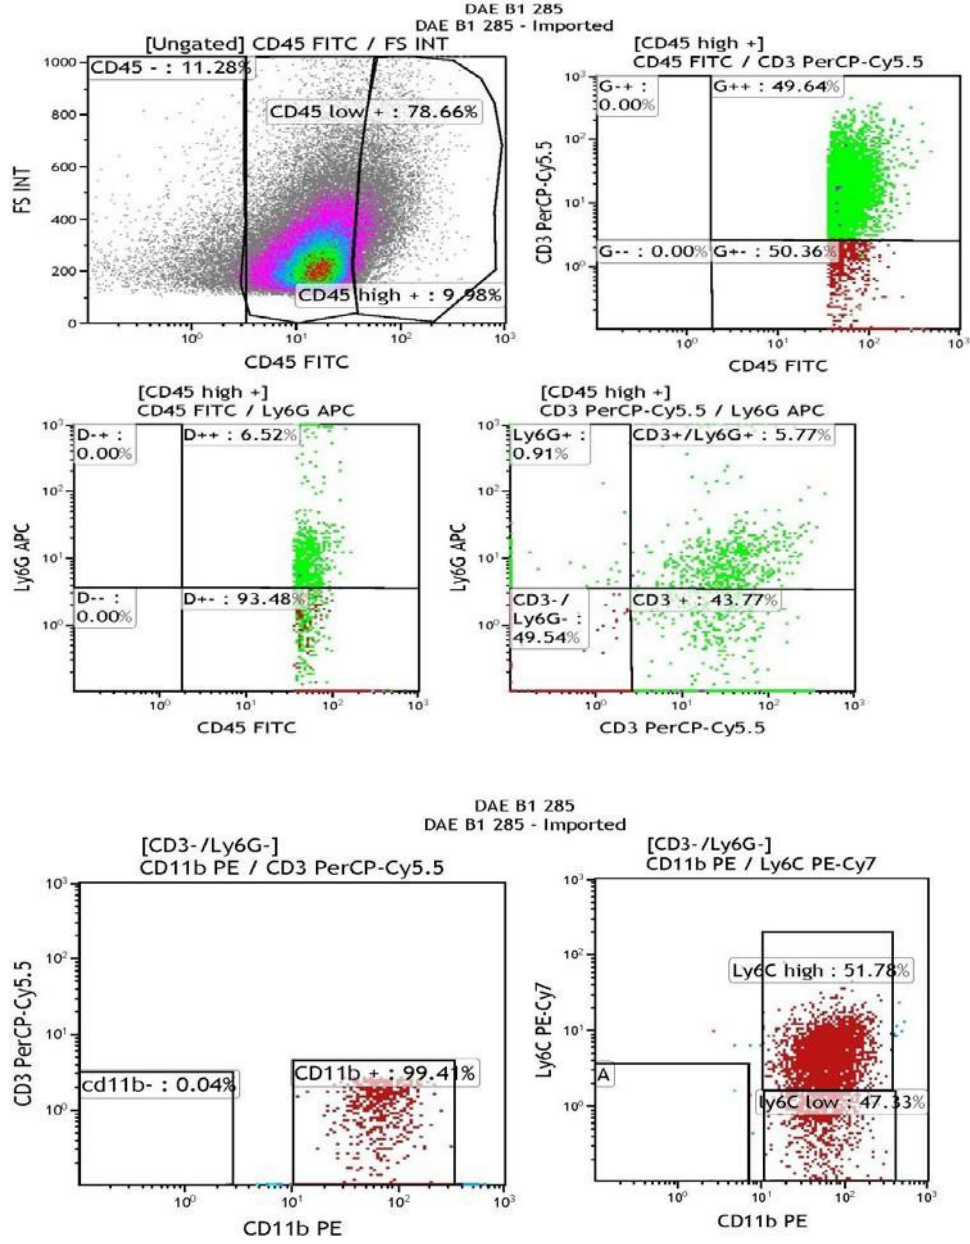 DAE B1 285
DAE B1 285 - Imported
[Ungated] CD45 FITC / FS INT
CD45 - : 11.28%
CD45 low + : 78.66%
CD45 high + : 9.98%
1000
800
600
400
200
0
FS INT
10⁰ 10¹ 10² 10³
CD45 FITC
[CD45 high +]
CD45 FITC / CD3 PerCP-Cy5.5
G-+ :
0.00%
G++ : 49.64%
G-- : 0.00%
G+- : 50.36%
10³
10²
10¹
10⁰
CD3 PerCP-Cy5.5
10⁰ 10¹ 10² 10³
CD45 FITC
[CD45 high +]
CD45 FITC / Ly6G APC
D-+ :
0.00%
D++ : 6.52%
D-- :
0.00%
D+- : 93.48%
10³
10²
10¹
10⁰
Ly6G APC
10⁰ 10¹ 10² 10³
CD45 FITC
[CD45 high +]
CD3 PerCP-Cy5.5 / Ly6G APC
Ly6G+ :
0.91%
CD3+/Ly6G+ : 5.77%
CD3-/
Ly6G- :
49.54%
CD3 + : 43.77%
10³
10²
10¹
10⁰
Ly6G APC
10⁰ 10¹ 10² 10³
CD3 PerCP-Cy5.5
DAE B1 285
DAE B1 285 - Imported
[CD3-/Ly6G-]
CD11b PE / CD3 PerCP-Cy5.5
cd11b- : 0.04%
CD11b + : 99.41%
10³
10²
10¹
10⁰
CD3 PerCP-Cy5.5
10⁰ 10¹ 10² 10³
CD11b PE
[CD3-/Ly6G-]
CD11b PE / Ly6C PE-Cy7
Ly6C high : 51.78%
A
ly6C low : 47.33%
10³
10²
10¹
10⁰
Ly6C PE-Cy7
10⁰ 10¹ 10² 10³
CD11b PE